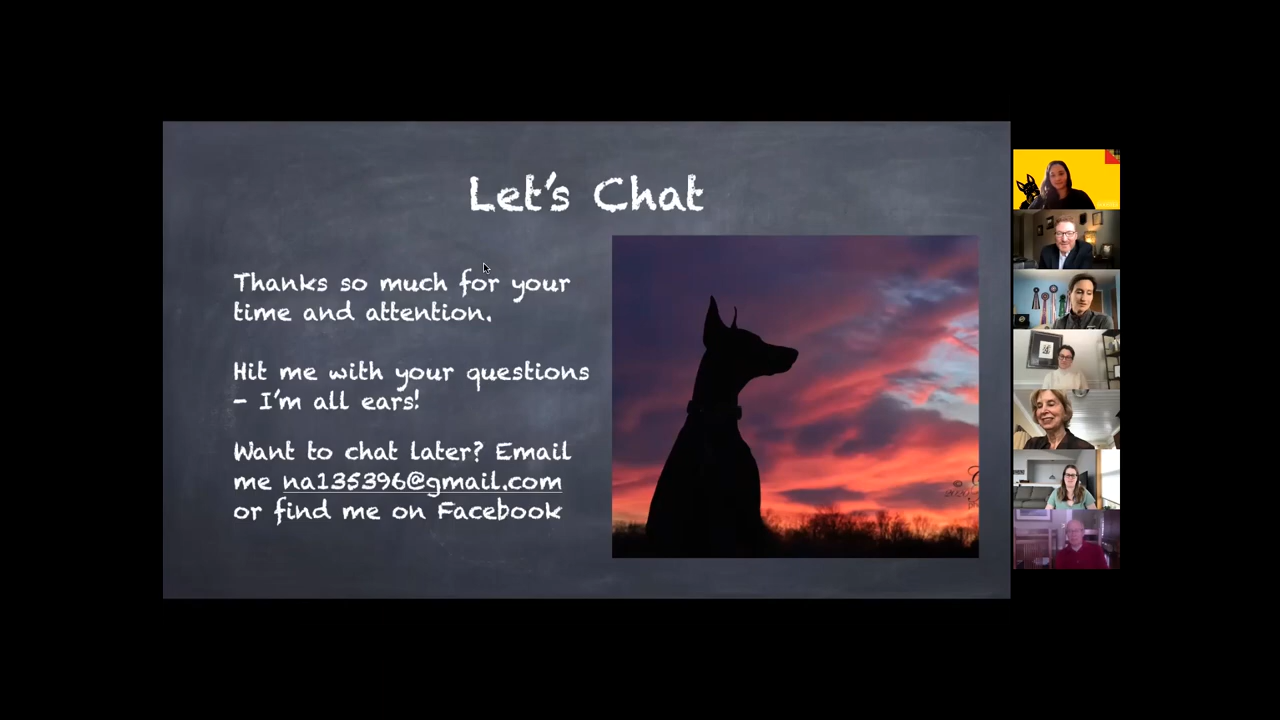 Let's Chat
Thanks so much for your
time and attention.
Hit me with your questions
- I'm all ears!
Want to chat later? Email
me na135396@gmail.com
or find me on Facebook